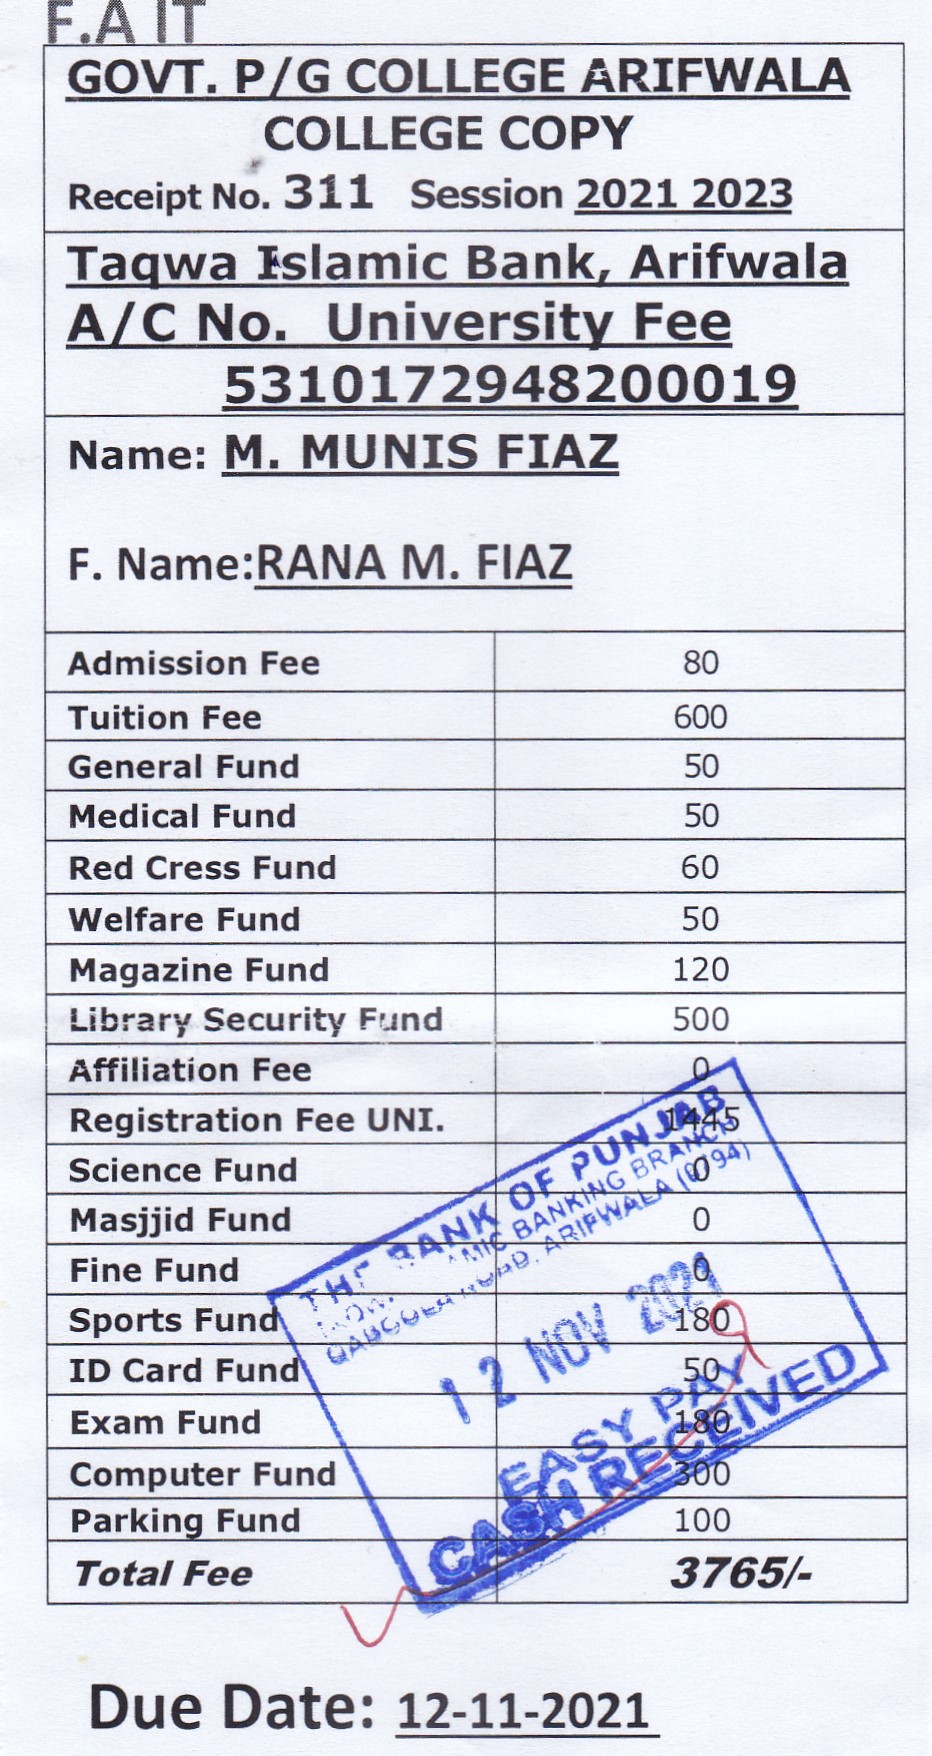 F.A IT
GOVT. P/G COLLEGE ARIFWALA
COLLEGE COPY
Receipt No. 311 Session 2021 2023
Taqwa Islamic Bank, Arifwala
A/C No. University Fee
5310172948200019
Name: M. MUNIS FIAZ
F. Name:RANA M. FIAZ
Admission Fee 80
Tuition Fee 600
General Fund 50
Medical Fund 50
Red Cress Fund 60
Welfare Fund 50
Magazine Fund 120
Library Security Fund 500
Affiliation Fee 0
Registration Fee UNI. 1445
Science Fund 0
Masjjid Fund 0
Fine Fund 0
Sports Fund 180
ID Card Fund 50
Exam Fund 180
Computer Fund 300
Parking Fund 100
Total Fee 3765/-
THE BANK OF PUNJAB
BANKING BRANCH
ROAD, ARIFWALA
12 NOV 2021
EASY PAY
CASH RECEIVED
Due Date: 12-11-2021